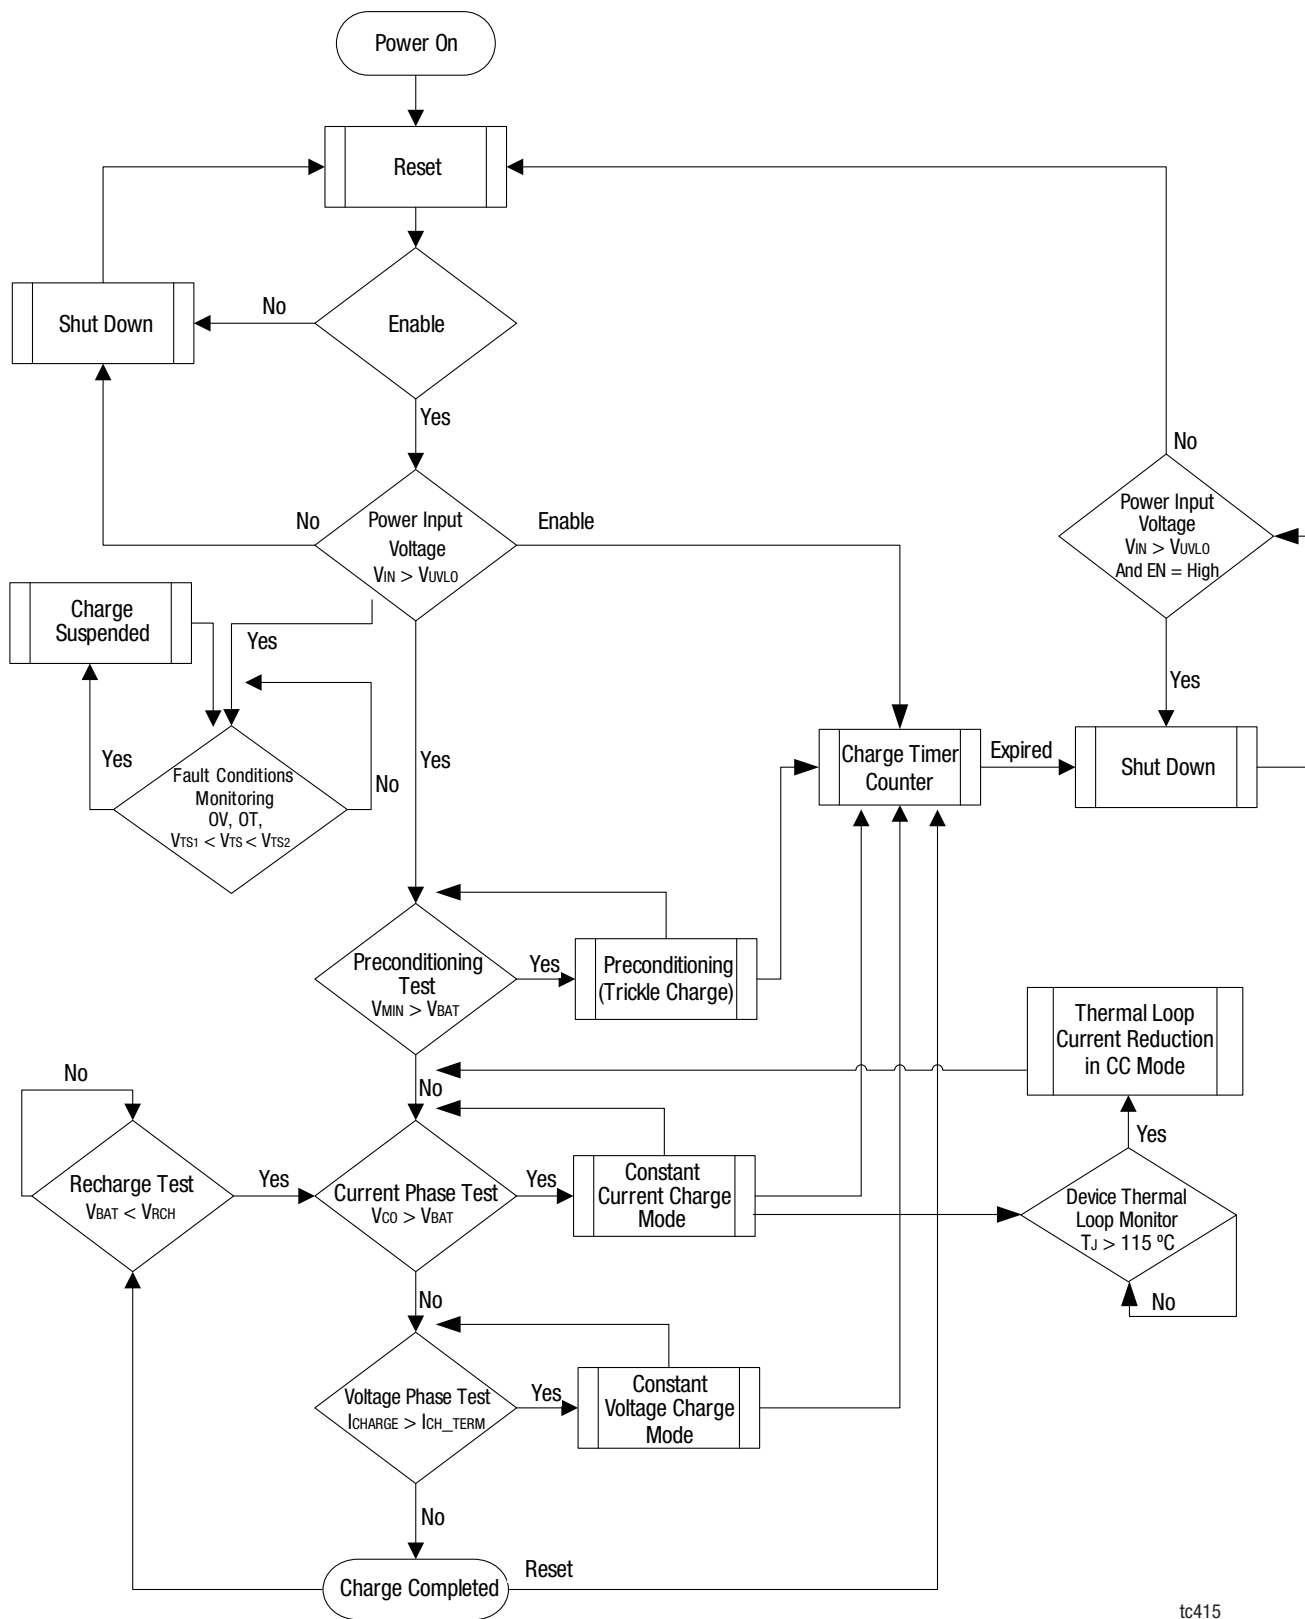 Power On
Reset
Shut Down
No
Enable
Yes
No
Power Input
Voltage
VIN > VUVLO
Enable
No
Power Input
Voltage
VIN > VUVLO
And EN = High
Yes
Charge
Suspended
Yes
Yes
Fault Conditions
Monitoring
OV, OT,
VTS1 < VTS < VTS2
No
Yes
Charge Timer
Counter
Expired
Shut Down
Preconditioning
Test
VMIN > VBAT
Yes
Preconditioning
(Trickle Charge)
Thermal Loop
Current Reduction
in CC Mode
No
No
Yes
Recharge Test
VBAT < VRCH
Yes
Current Phase Test
VCO > VBAT
Yes
Constant
Current Charge
Mode
Device Thermal
Loop Monitor
TJ > 115 ºC
No
No
Voltage Phase Test
ICHARGE > ICH_TERM
Yes
Constant
Voltage Charge
Mode
No
Charge Completed
Reset
tc415